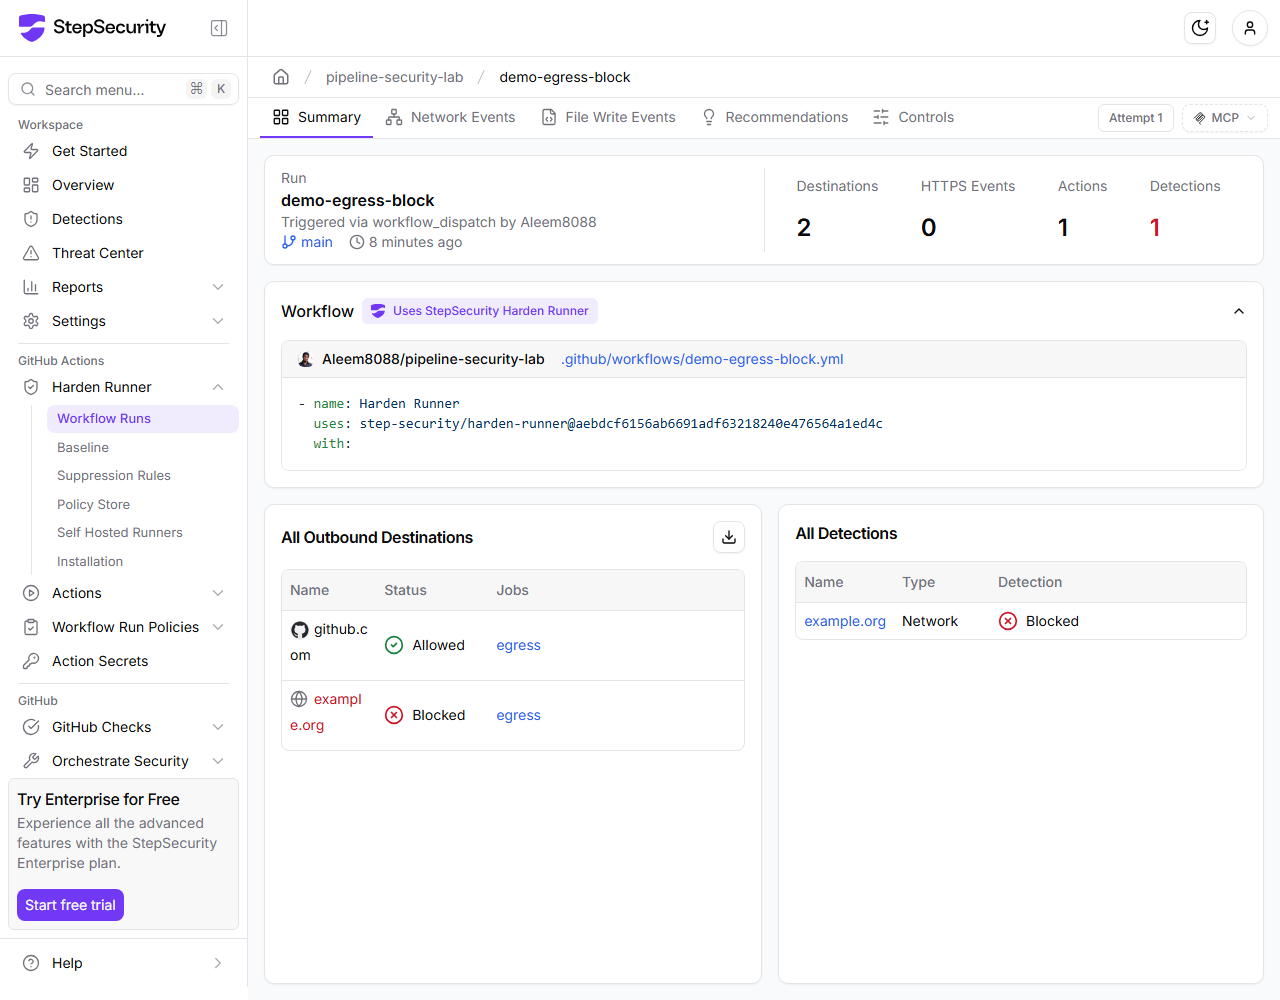 StepSecurity
Search menu...
⌘ K
Workspace
Get Started
Overview
Detections
Threat Center
Reports
Settings
GitHub Actions
Harden Runner
Workflow Runs
Baseline
Suppression Rules
Policy Store
Self Hosted Runners
Installation
Actions
Workflow Run Policies
Action Secrets
GitHub
GitHub Checks
Orchestrate Security
Try Enterprise for Free
Experience all the advanced
features with the StepSecurity
Enterprise plan.
Start free trial
Help
/ pipeline-security-lab / demo-egress-block
Summary Network Events File Write Events Recommendations Controls
Attempt 1 MCP
Run
demo-egress-block
Triggered via workflow_dispatch by Aleem8088
main 8 minutes ago
Destinations HTTPS Events Actions Detections
2 0 1 1
Workflow Uses StepSecurity Harden Runner
Aleem8088/pipeline-security-lab .github/workflows/demo-egress-block.yml
- name: Harden Runner
uses: step-security/harden-runner@aebdcf6156ab6691adf63218240e476564a1ed4c
with:
All Outbound Destinations
Name Status Jobs
github.c
om
Allowed egress
exampl
e.org
Blocked egress
All Detections
Name Type Detection
example.org Network Blocked